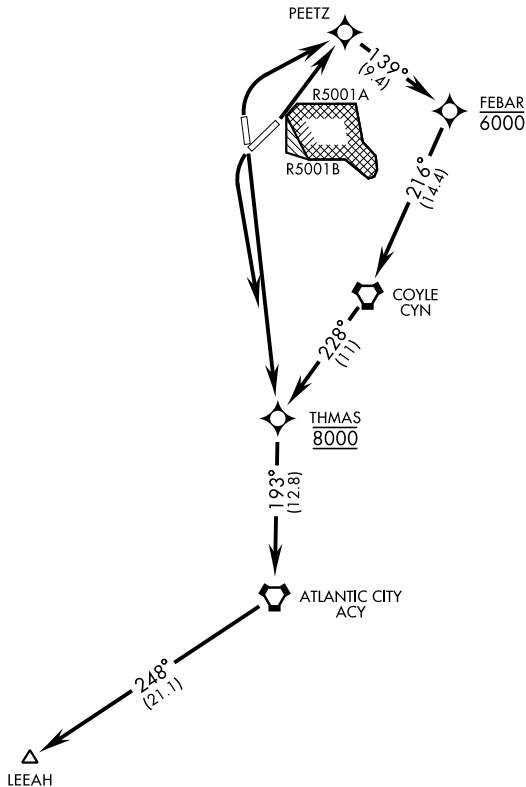 PEETZ
139°
(9.4)
R5001A
FEBAR
6000
R5001B
216°
(14.4)
COYLE
CYN
228°
(11)
THMAS
8000
193°
(12.8)
ATLANTIC CITY
ACY
248°
(21.1)
LEEAH